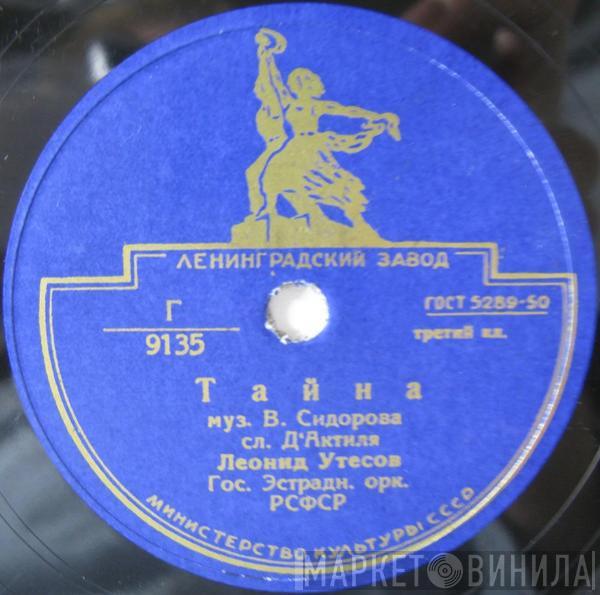 ЛЕНИНГРАДСКИЙ ЗАВОД
Г
9135
ГОСТ 5289-50
третий кл.
Тайна
муз. В. Сидорова
сл. Д'Актиля
Леонид Утесов
Гос. Эстрадн. орк.
РСФСР
МИНИСТЕРСТВО КУЛЬТУРЫ СССР
МАРКЕТ ВИНИЛА